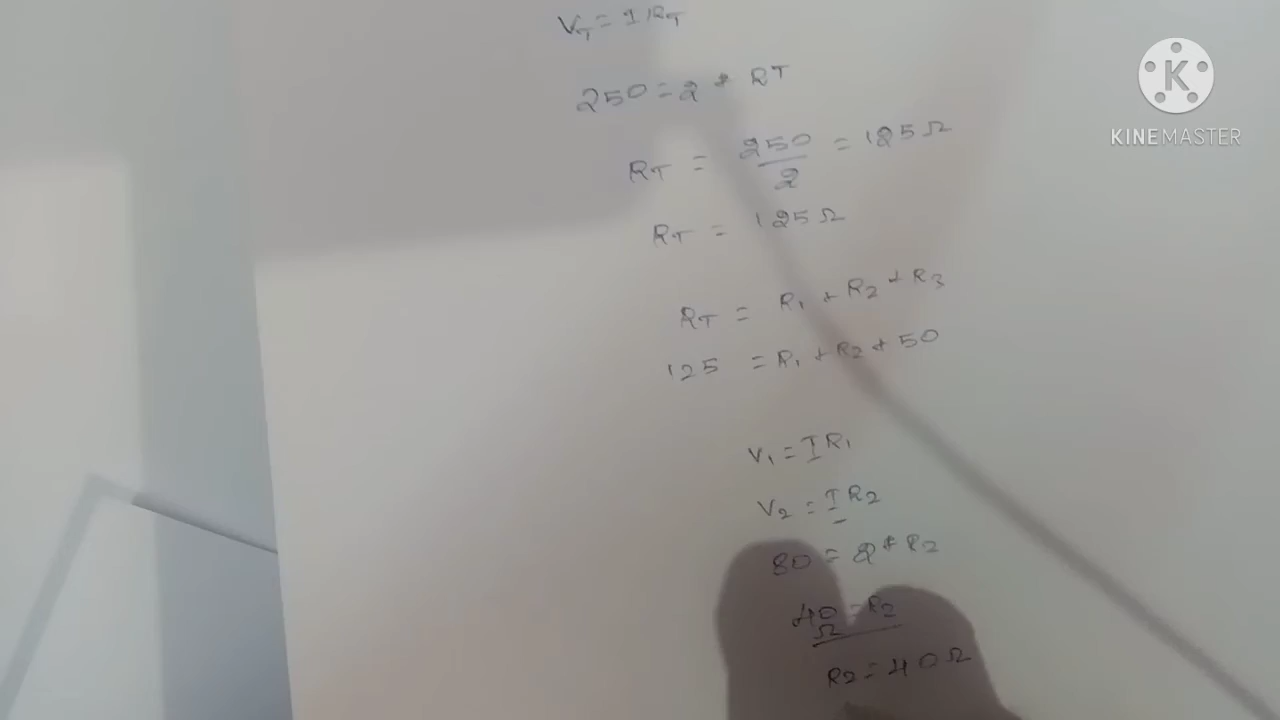 VT = IRT
250 = 2 * RT
RT = 250/2 = 125 Ω
RT = 125 Ω
RT = R1 + R2 + R3
125 = R1 + R2 + 50
V1 = IR1
V2 = IR2
80 = 2 * R2
40 = R2
Ω
R2 = 40 Ω
K
KINEMASTER